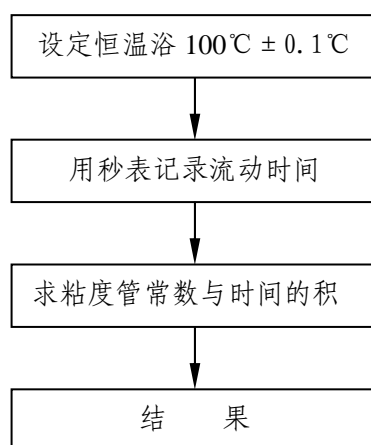 设定恒温浴 100℃ ± 0.1℃
用秒表记录流动时间
求粘度管常数与时间的积
结 果